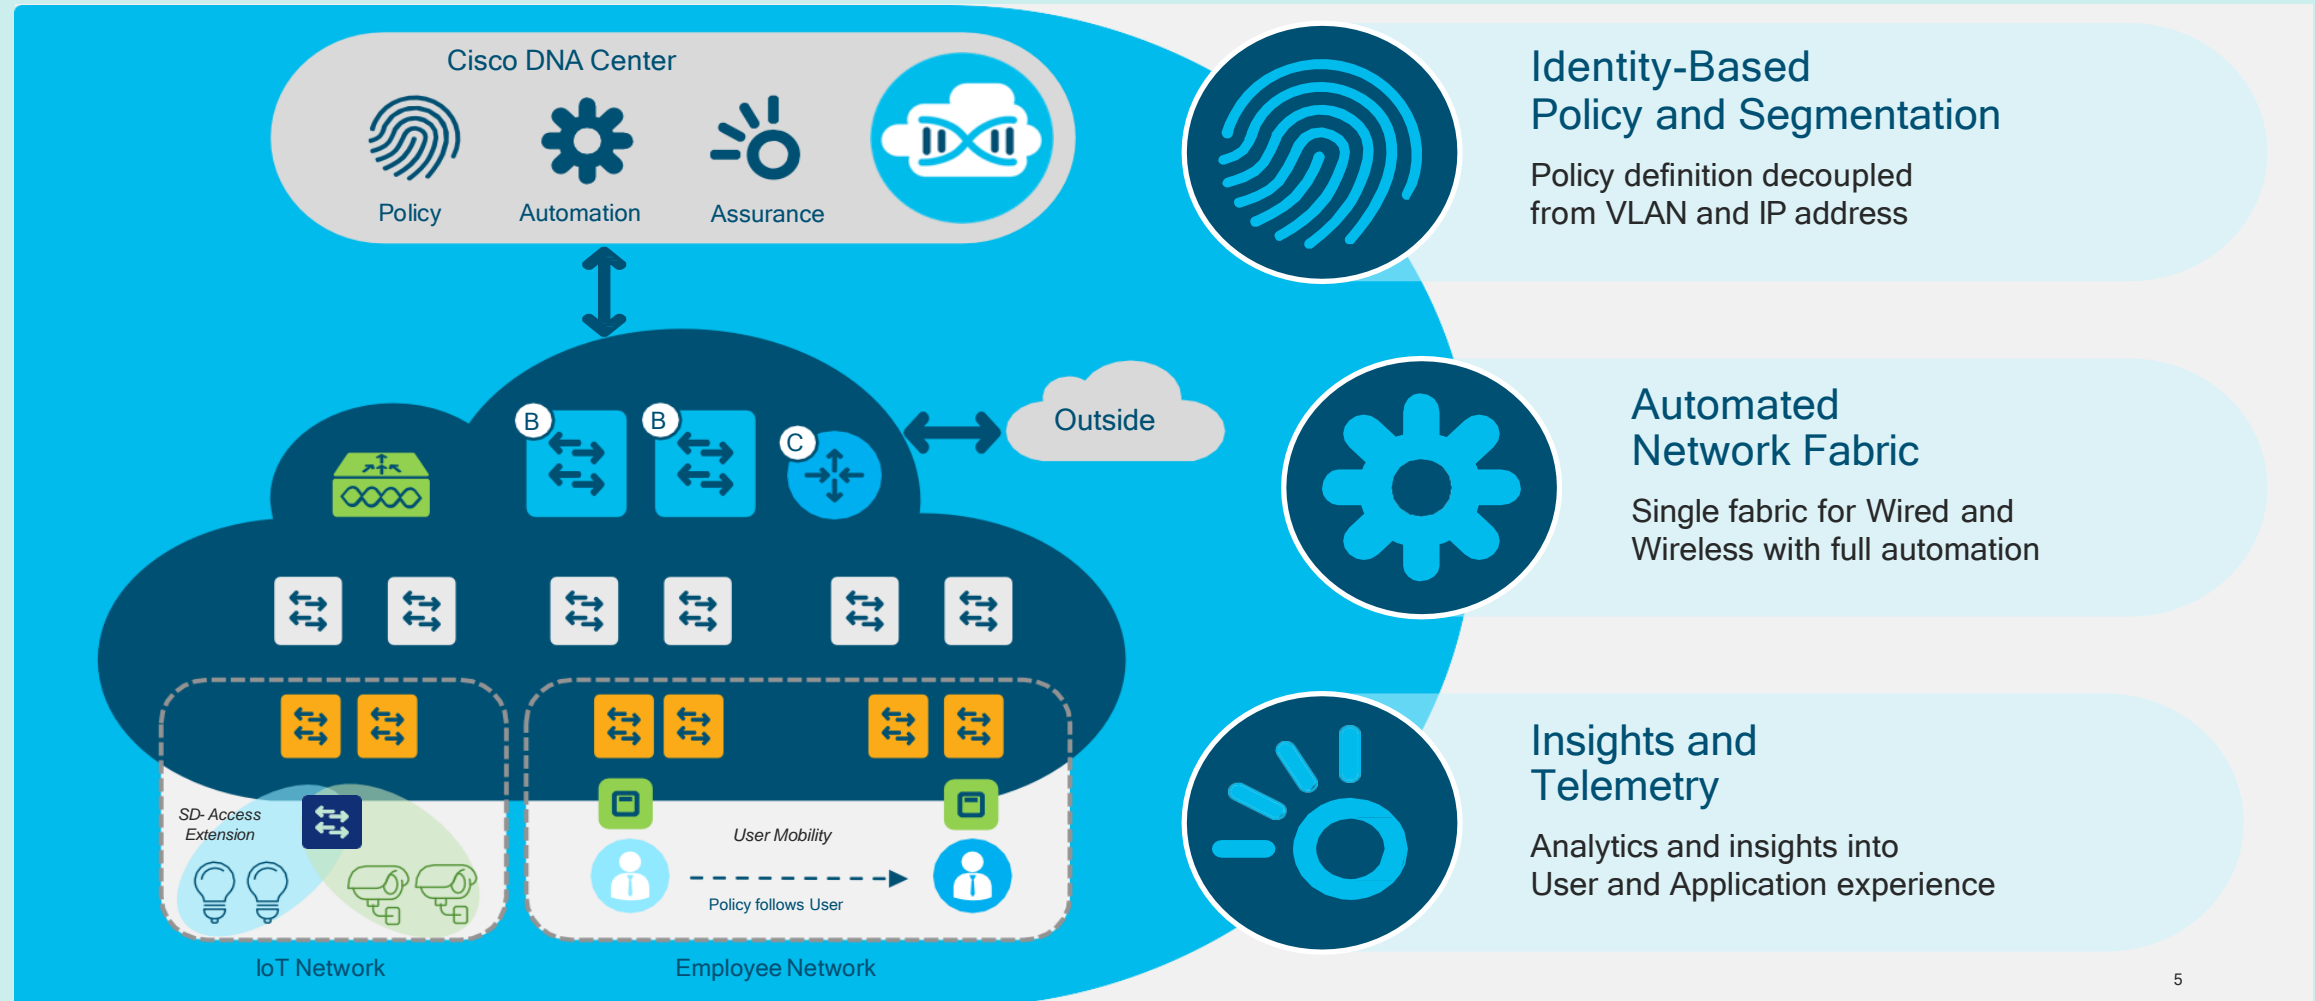 Cisco DNA Center
Policy
Automation
Assurance
B
B
C
Outside
SD- Access
Extension
User Mobility
Policy follows User
IoT Network
Employee Network
Identity-Based
Policy and Segmentation
Policy definition decoupled
from VLAN and IP address
Automated
Network Fabric
Single fabric for Wired and
Wireless with full automation
Insights and
Telemetry
Analytics and insights into
User and Application experience
5